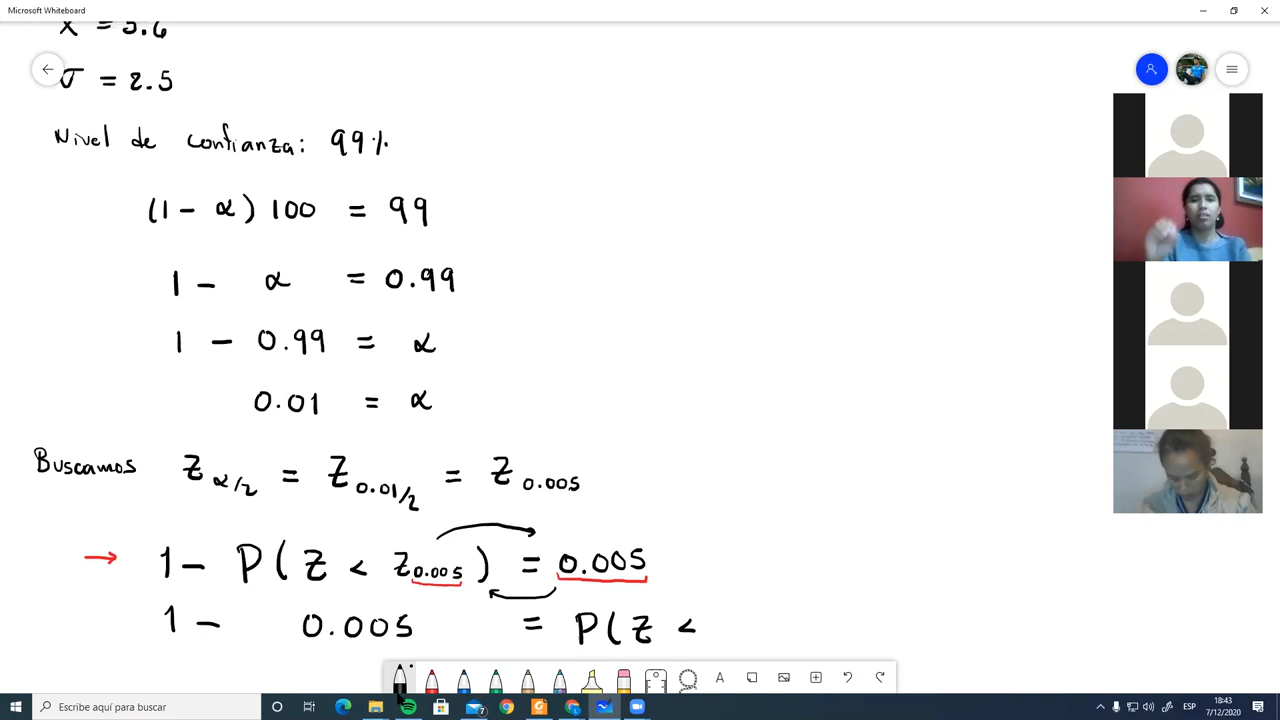 Microsoft Whiteboard
x = 5.6
σ = 2.5
Nivel de confianza: 99%
(1 - α) 100 = 99
1 - α = 0.99
1 - 0.99 = α
0.01 = α
Buscamos Z α/2 = Z 0.01/2 = Z 0.005
→ 1 - P( Z < z 0.005 ) = 0.005
1 - 0.005 = P( Z <
A
Escribe aquí para buscar
ESP
18:43
7/12/2020